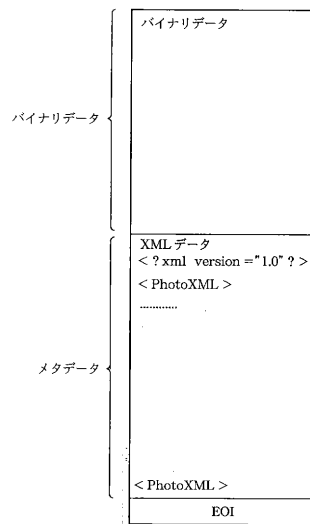 バイナリデータ
バイナリデータ
XMLデータ
< ? xml version ="1.0" ? >
< PhotoXML >
............
メタデータ
< PhotoXML >
EOI